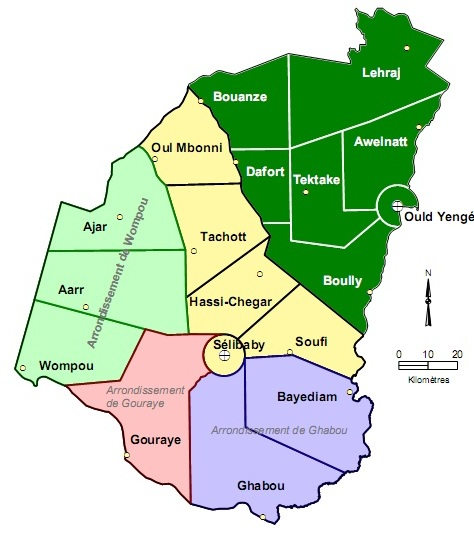 Lehraj
Bouanze
Awelnatt
Oul Mbonni
Dafort
Tektake
Ould Yengé
Ajar
Arrondissement de Wompou
Tachott
Boully
N
Aarr
Hassi-Chegar
Sélibaby
Soufi
0 10 20
Kilomètres
Wompou
Arrondissement
de Gouraye
Bayediam
Gouraye
Arrondissement de Ghabou
Ghabou